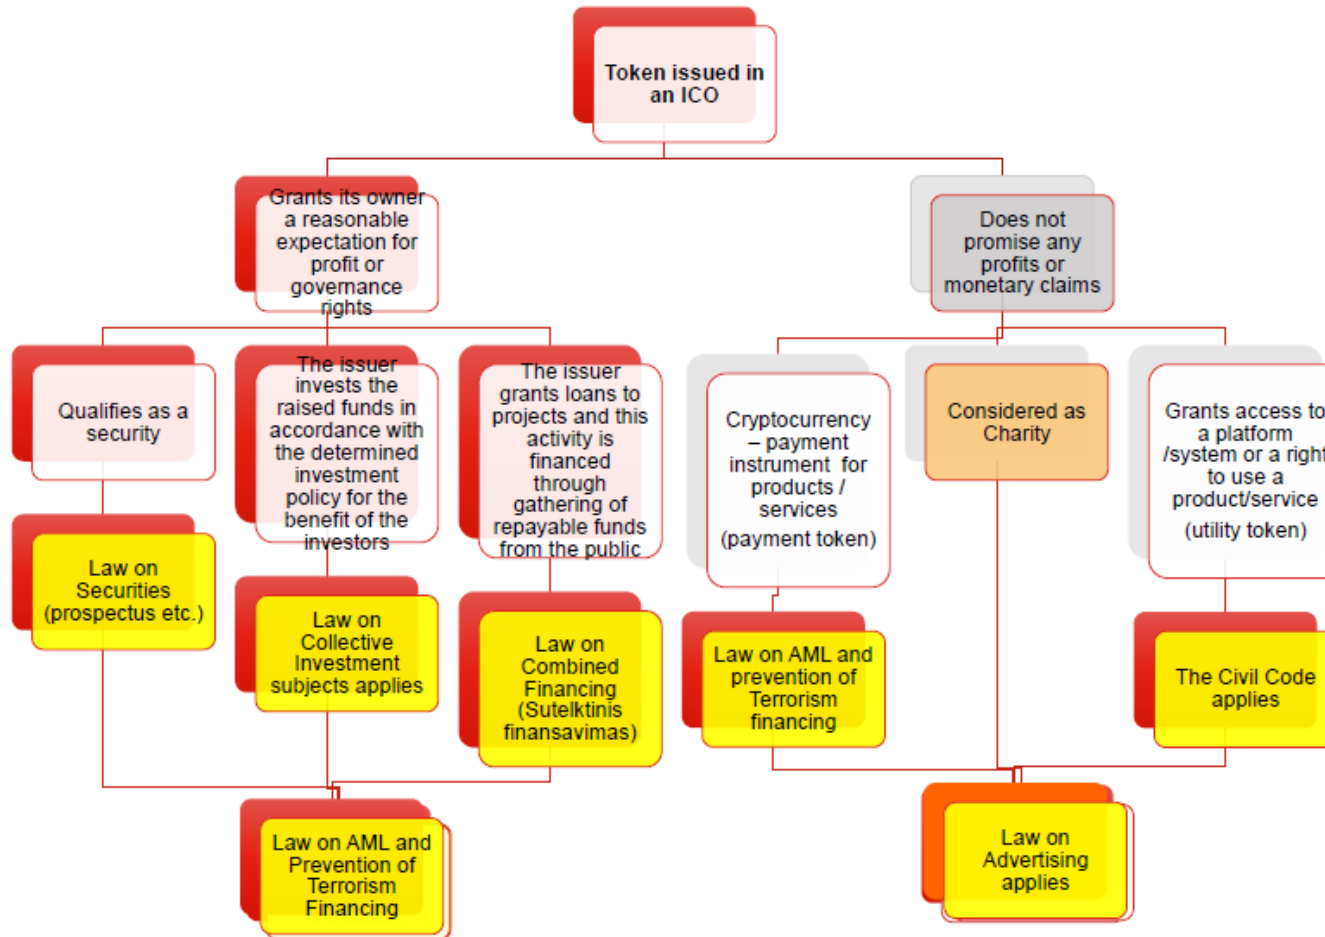 Token issued in
an ICO
Grants its owner
a reasonable
expectation for
profit or
governance
rights
Does not
promise any
profits or
monetary claims
Qualifies as a
security
The issuer
invests the
raised funds in
accordance with
the determined
investment
policy for the
benefit of the
investors
The issuer
grants loans to
projects and this
activity is
financed
through
gathering of
repayable funds
from the public
Cryptocurrency
– payment
instrument for
products /
services
(payment token)
Considered as
Charity
Grants access to
a platform
/system or a right
to use a
product/service
(utility token)
Law on
Securities
(prospectus etc.)
Law on
Collective
Investment
subjects applies
Law on
Combined
Financing
(Sutelktinis
finansavimas)
Law on AML and
prevention of
Terrorism
financing
The Civil Code
applies
Law on AML and
Prevention of
Terrorism
Financing
Law on
Advertising
applies